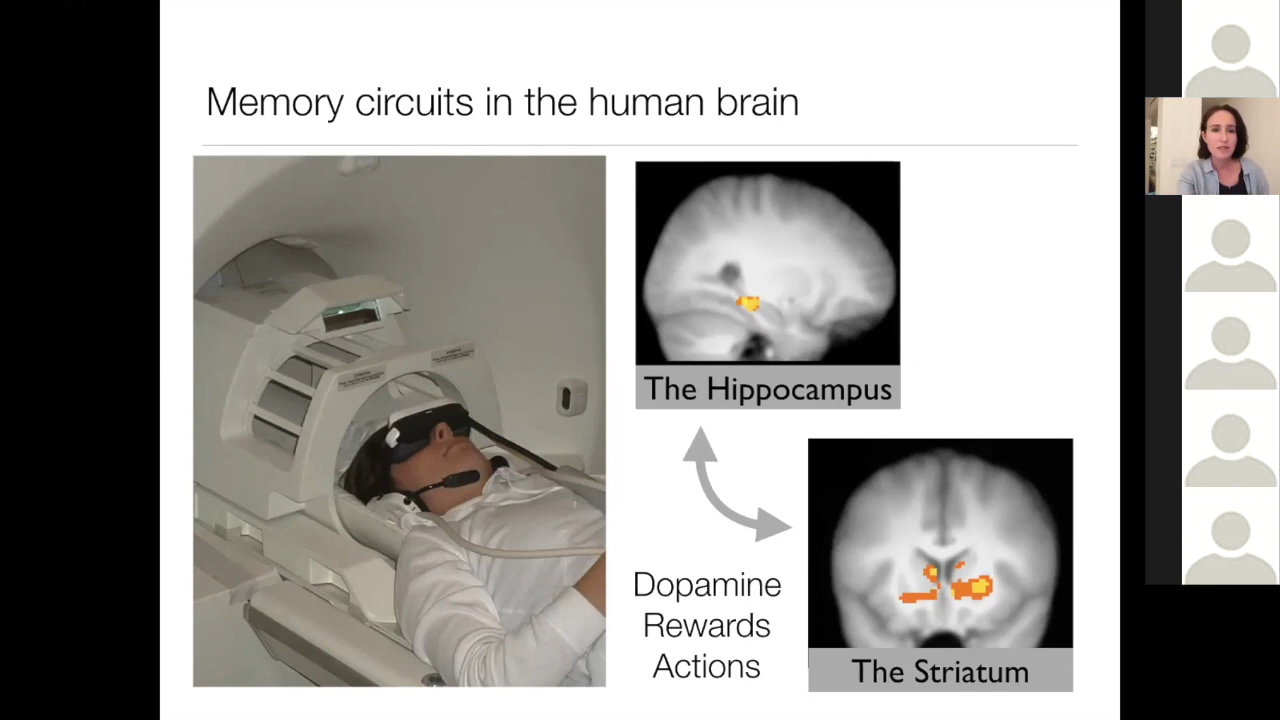 Memory circuits in the human brain
The Hippocampus
Dopamine
Rewards
Actions
The Striatum